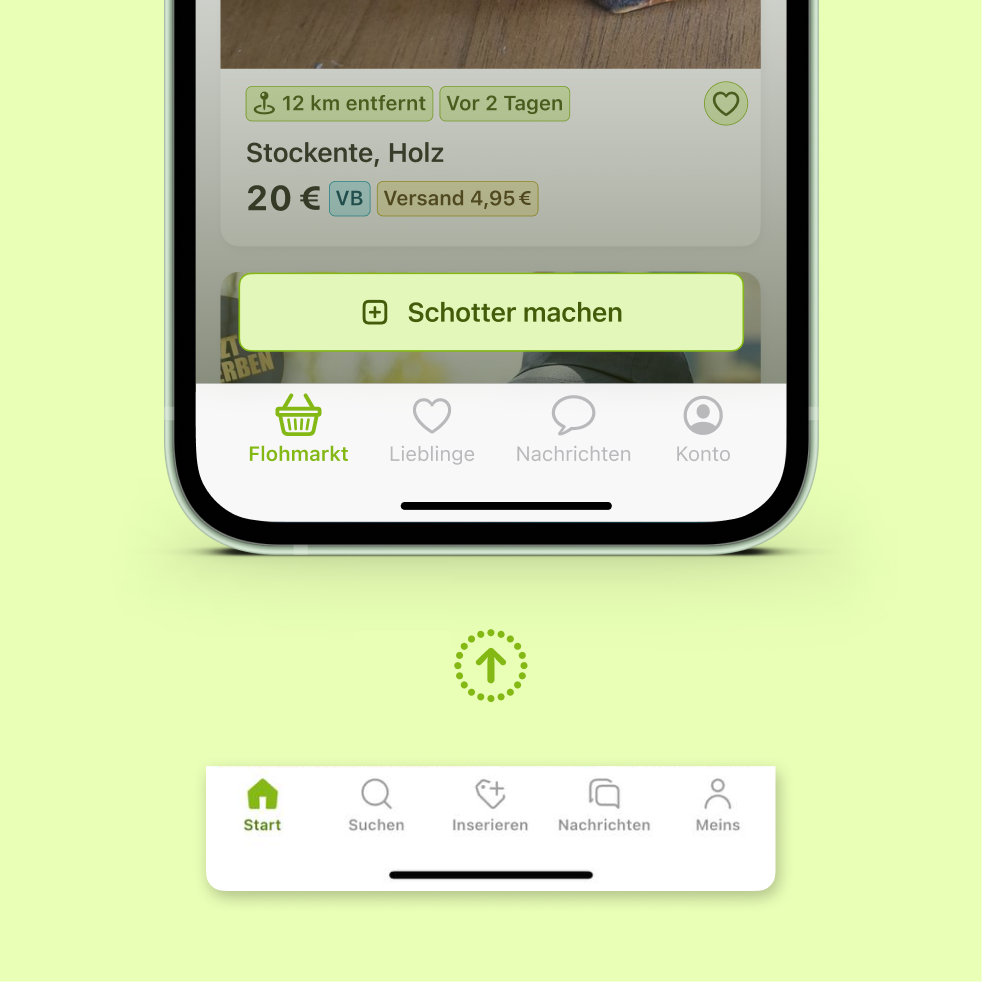 12 km entfernt Vor 2 Tagen
Stockente, Holz
20 € VB Versand 4,95 €
Schotter machen
Flohmarkt Lieblinge Nachrichten Konto
Start Suchen Inserieren Nachrichten Meins